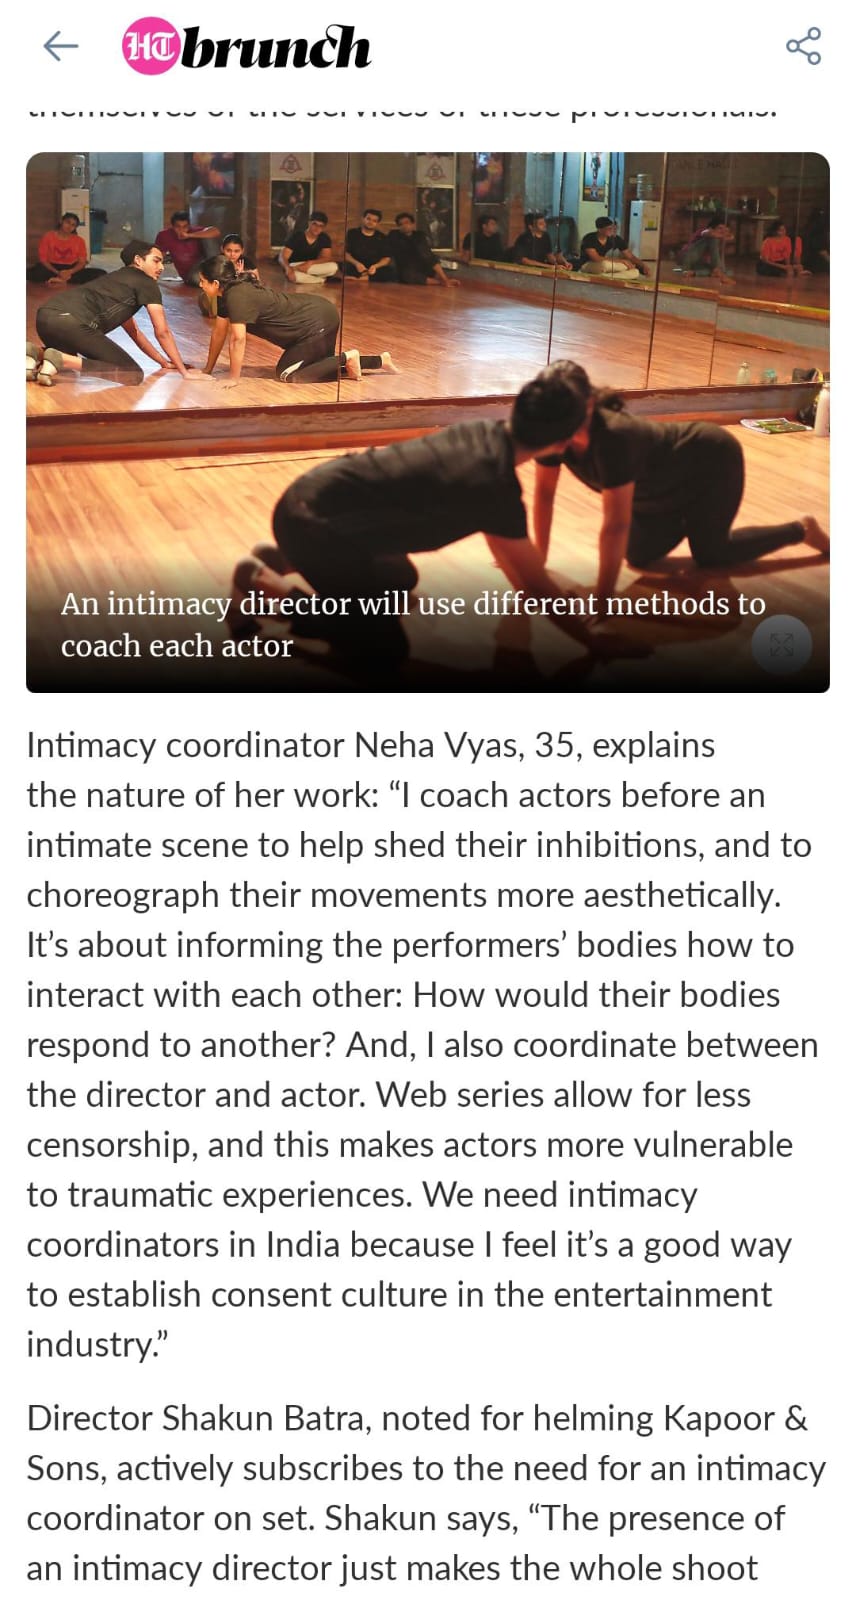 HT brunch
themselves of the services of these professionals.
An intimacy director will use different methods to
coach each actor
Intimacy coordinator Neha Vyas, 35, explains
the nature of her work: “I coach actors before an
intimate scene to help shed their inhibitions, and to
choreograph their movements more aesthetically.
It’s about informing the performers’ bodies how to
interact with each other: How would their bodies
respond to another? And, I also coordinate between
the director and actor. Web series allow for less
censorship, and this makes actors more vulnerable
to traumatic experiences. We need intimacy
coordinators in India because I feel it’s a good way
to establish consent culture in the entertainment
industry.”
Director Shakun Batra, noted for helming Kapoor &
Sons, actively subscribes to the need for an intimacy
coordinator on set. Shakun says, “The presence of
an intimacy director just makes the whole shoot